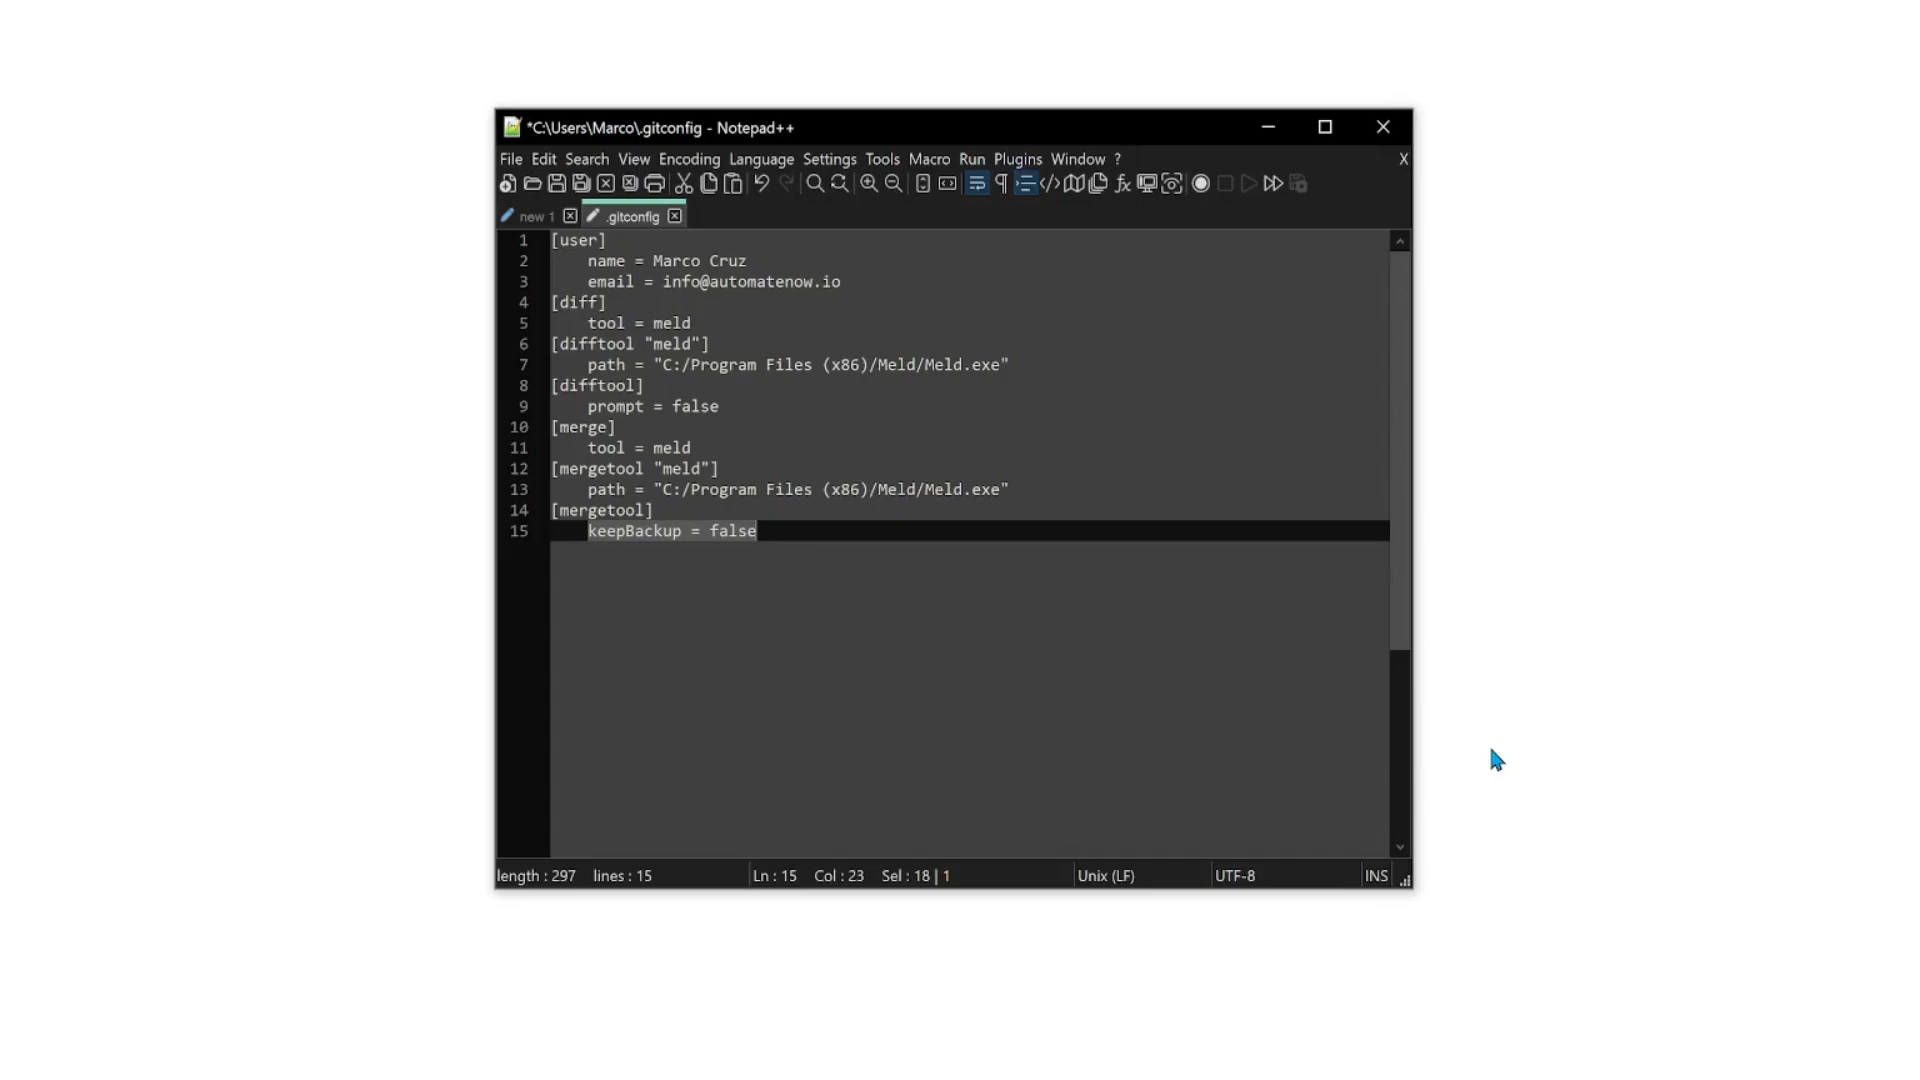 *C:\Users\Marco\.gitconfig - Notepad++
File Edit Search View Encoding Language Settings Tools Macro Run Plugins Window ? X
new 1 .gitconfig
1 [user]
2 name = Marco Cruz
3 email = info@automatenow.io
4 [diff]
5 tool = meld
6 [difftool "meld"]
7 path = "C:/Program Files (x86)/Meld/Meld.exe"
8 [difftool]
9 prompt = false
10 [merge]
11 tool = meld
12 [mergetool "meld"]
13 path = "C:/Program Files (x86)/Meld/Meld.exe"
14 [mergetool]
15 keepBackup = false
length : 297 lines : 15 Ln : 15 Col : 23 Sel : 18 | 1 Unix (LF) UTF-8 INS